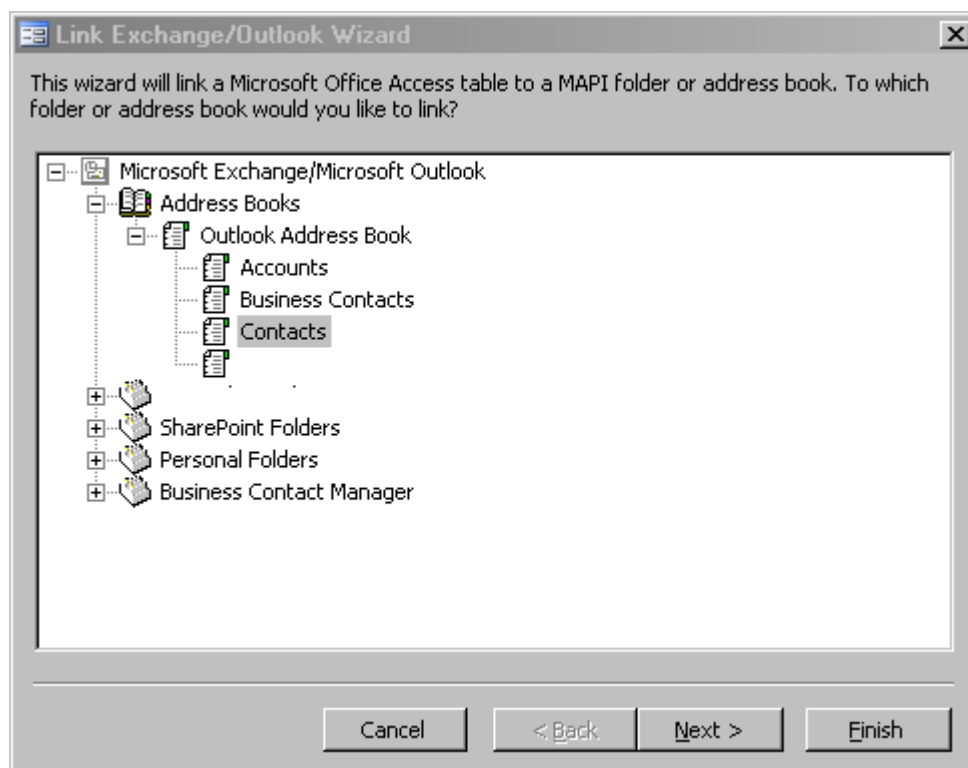 Link Exchange/Outlook Wizard
This wizard will link a Microsoft Office Access table to a MAPI folder or address book. To which
folder or address book would you like to link?
Microsoft Exchange/Microsoft Outlook
Address Books
Outlook Address Book
Accounts
Business Contacts
Contacts
SharePoint Folders
Personal Folders
Business Contact Manager
Cancel < Back Next > Finish